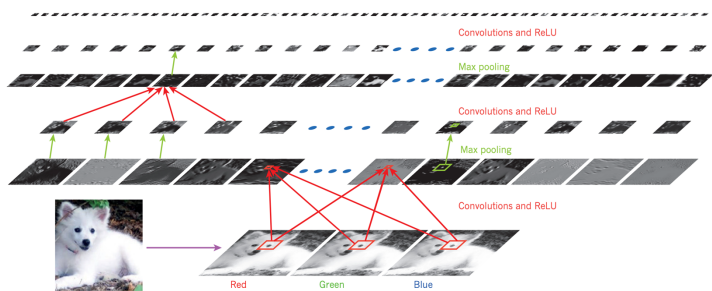 Convolutions and ReLU
Max pooling
Convolutions and ReLU
Max pooling
Convolutions and ReLU
Red
Green
Blue